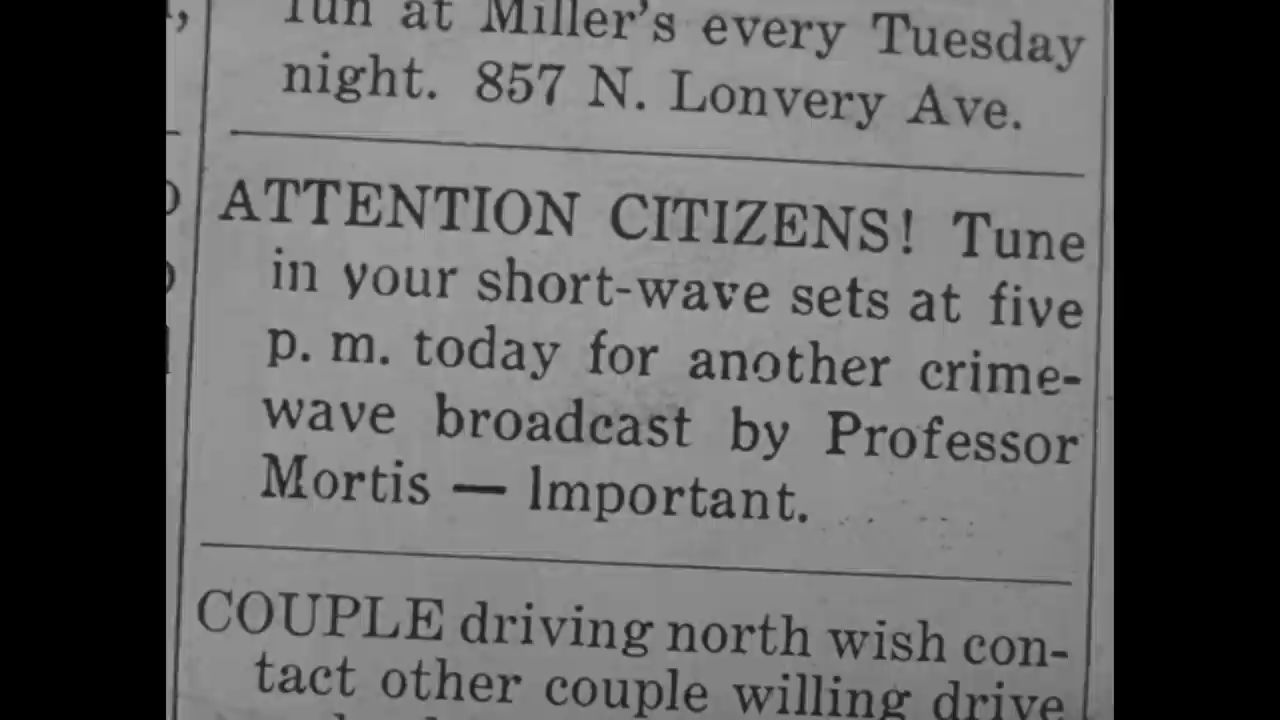 fun at Miller's every Tuesday
night. 857 N. Lonvery Ave.
ATTENTION CITIZENS! Tune
in your short-wave sets at five
p. m. today for another crime-
wave broadcast by Professor
Mortis — Important.
COUPLE driving north wish con-
tact other couple willing drive